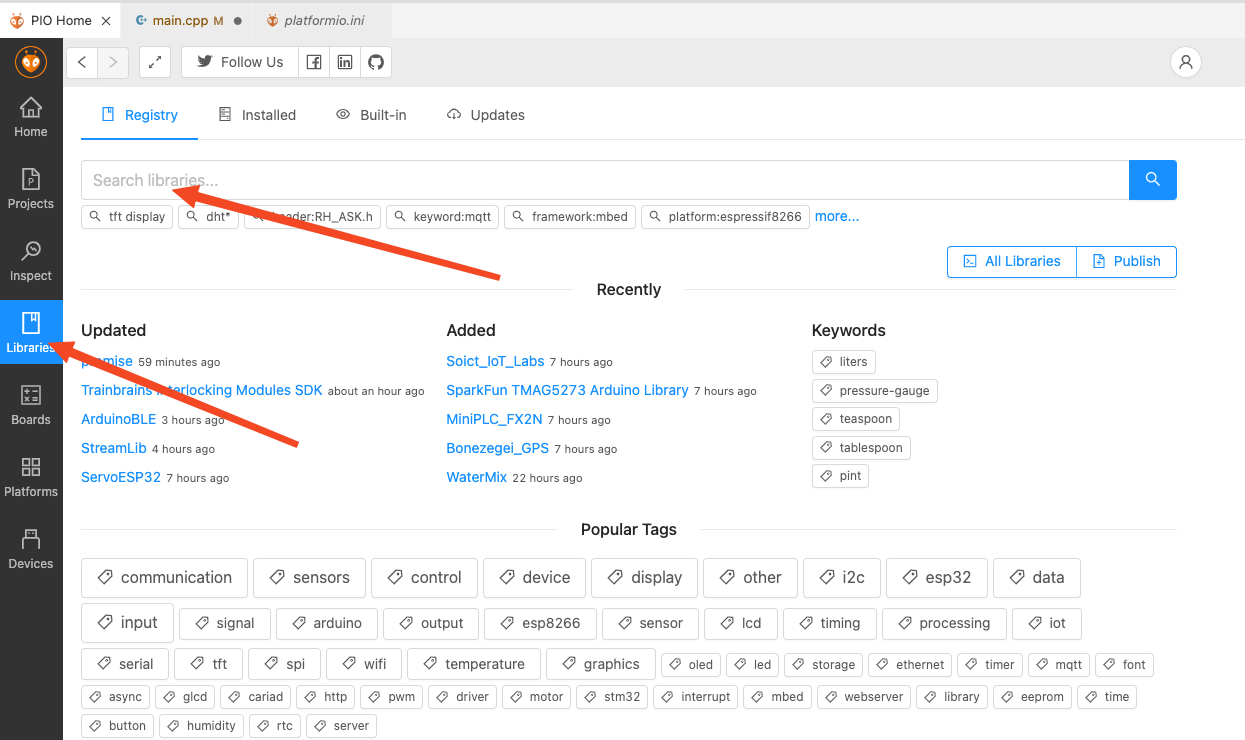 PIO Home main.cpp M platformio.ini
Follow Us
Home
Projects
Inspect
Libraries
Boards
Platforms
Devices
Registry Installed Built-in Updates
Search libraries...
tft display dht* header:RH_ASK.h keyword:mqtt framework:mbed platform:espressif8266 more...
All Libraries Publish
Recently
Updated
59 minutes ago
Trainbrains Interlocking Modules SDK about an hour ago
ArduinoBLE 3 hours ago
StreamLib 4 hours ago
ServoESP32 7 hours ago
Added
Soict_IoT_Labs 7 hours ago
SparkFun TMAG5273 Arduino Library 7 hours ago
MiniPLC_FX2N 7 hours ago
Bonezegei_GPS 7 hours ago
WaterMix 22 hours ago
Keywords
liters
pressure-gauge
teaspoon
tablespoon
pint
Popular Tags
communication sensors control device display other i2c esp32 data
input signal arduino output esp8266 sensor lcd timing processing iot
serial tft spi wifi temperature graphics oled led storage ethernet timer mqtt font
async glcd cariad http pwm driver motor stm32 interrupt mbed webserver library eeprom time
button humidity rtc server